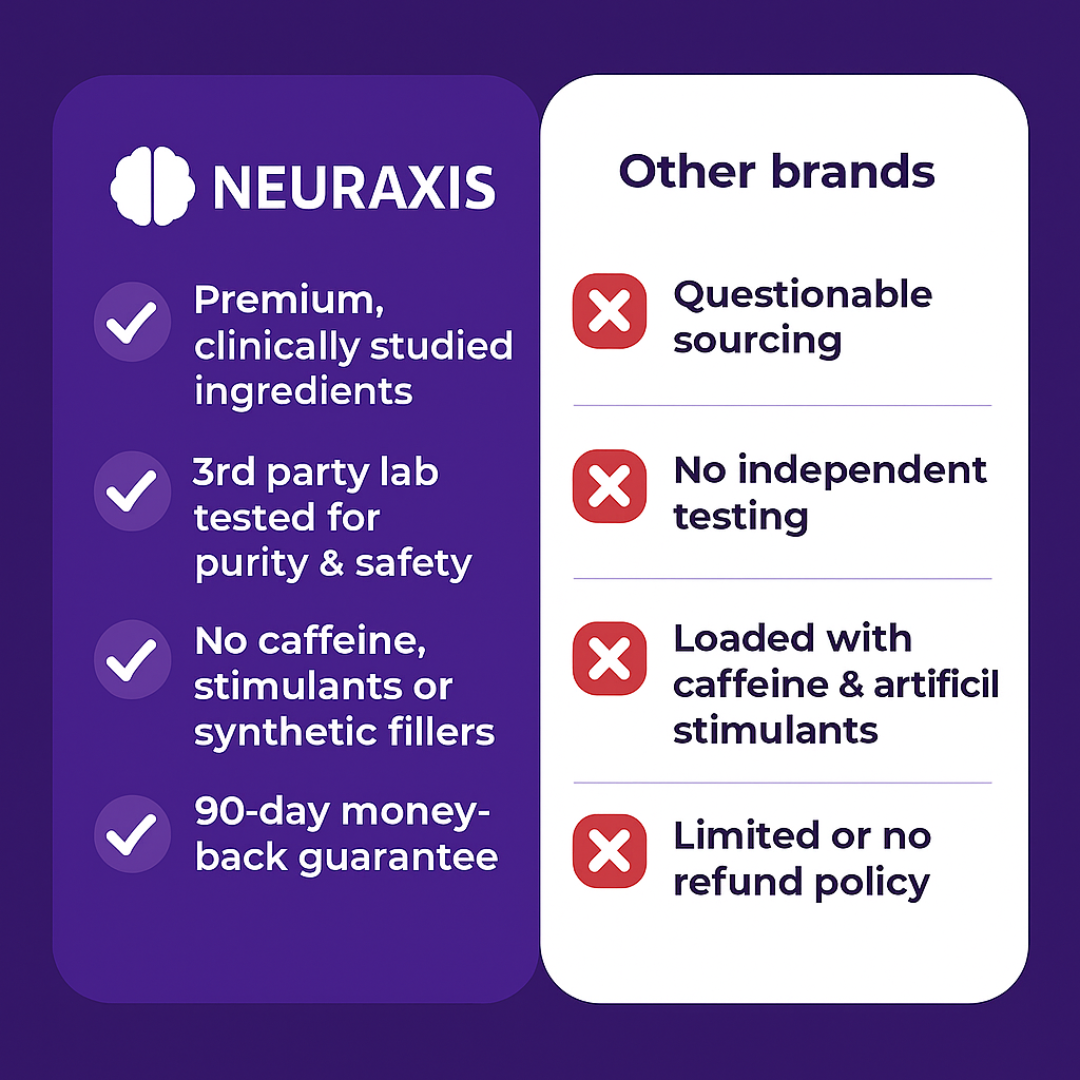 NEURAXIS
Premium,
clinically studied
ingredients
3rd party lab
tested for
purity & safety
No caffeine,
stimulants or
synthetic fillers
90-day money-
back guarantee
Other brands
Questionable
sourcing
No independent
testing
Loaded with
caffeine & artificil
stimulants
Limited or no
refund policy